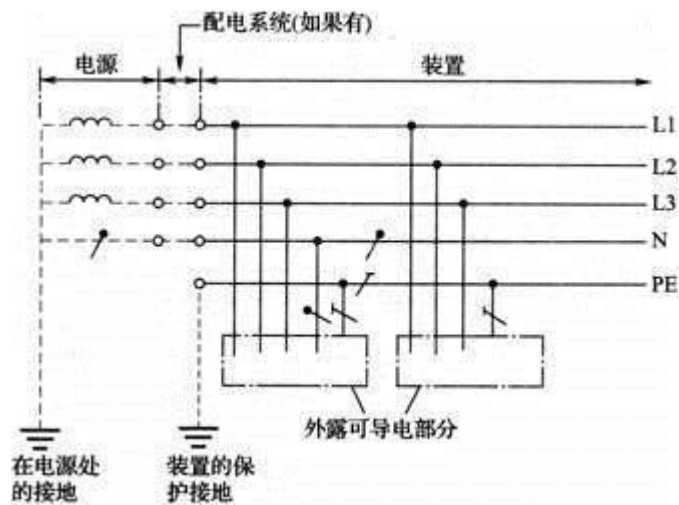 配电系统(如果有)
电源
装置
L1
L2
L3
N
PE
外露可导电部分
在电源处
的接地
装置的保
护接地